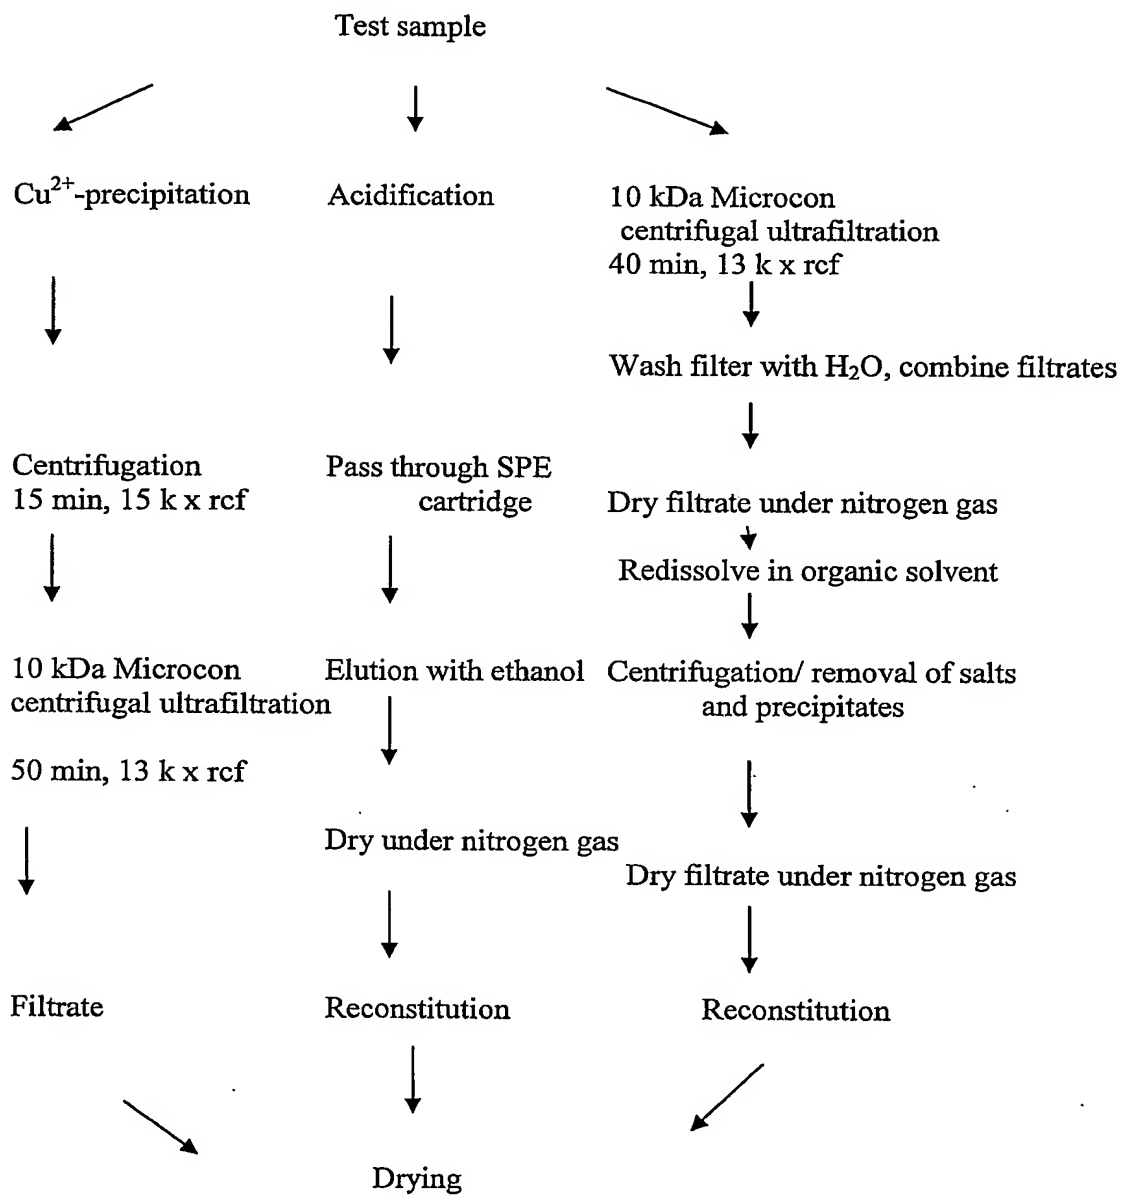 Test sample
Cu²⁺-precipitation
Centrifugation
15 min, 15 k x rcf
10 kDa Microcon
centrifugal ultrafiltration
50 min, 13 k x rcf
Filtrate
Acidification
Pass through SPE
cartridge
Elution with ethanol
Dry under nitrogen gas
Reconstitution
10 kDa Microcon
centrifugal ultrafiltration
40 min, 13 k x rcf
Wash filter with H₂O, combine filtrates
Dry filtrate under nitrogen gas
Redissolve in organic solvent
Centrifugation/ removal of salts
and precipitates
Dry filtrate under nitrogen gas
Reconstitution
Drying